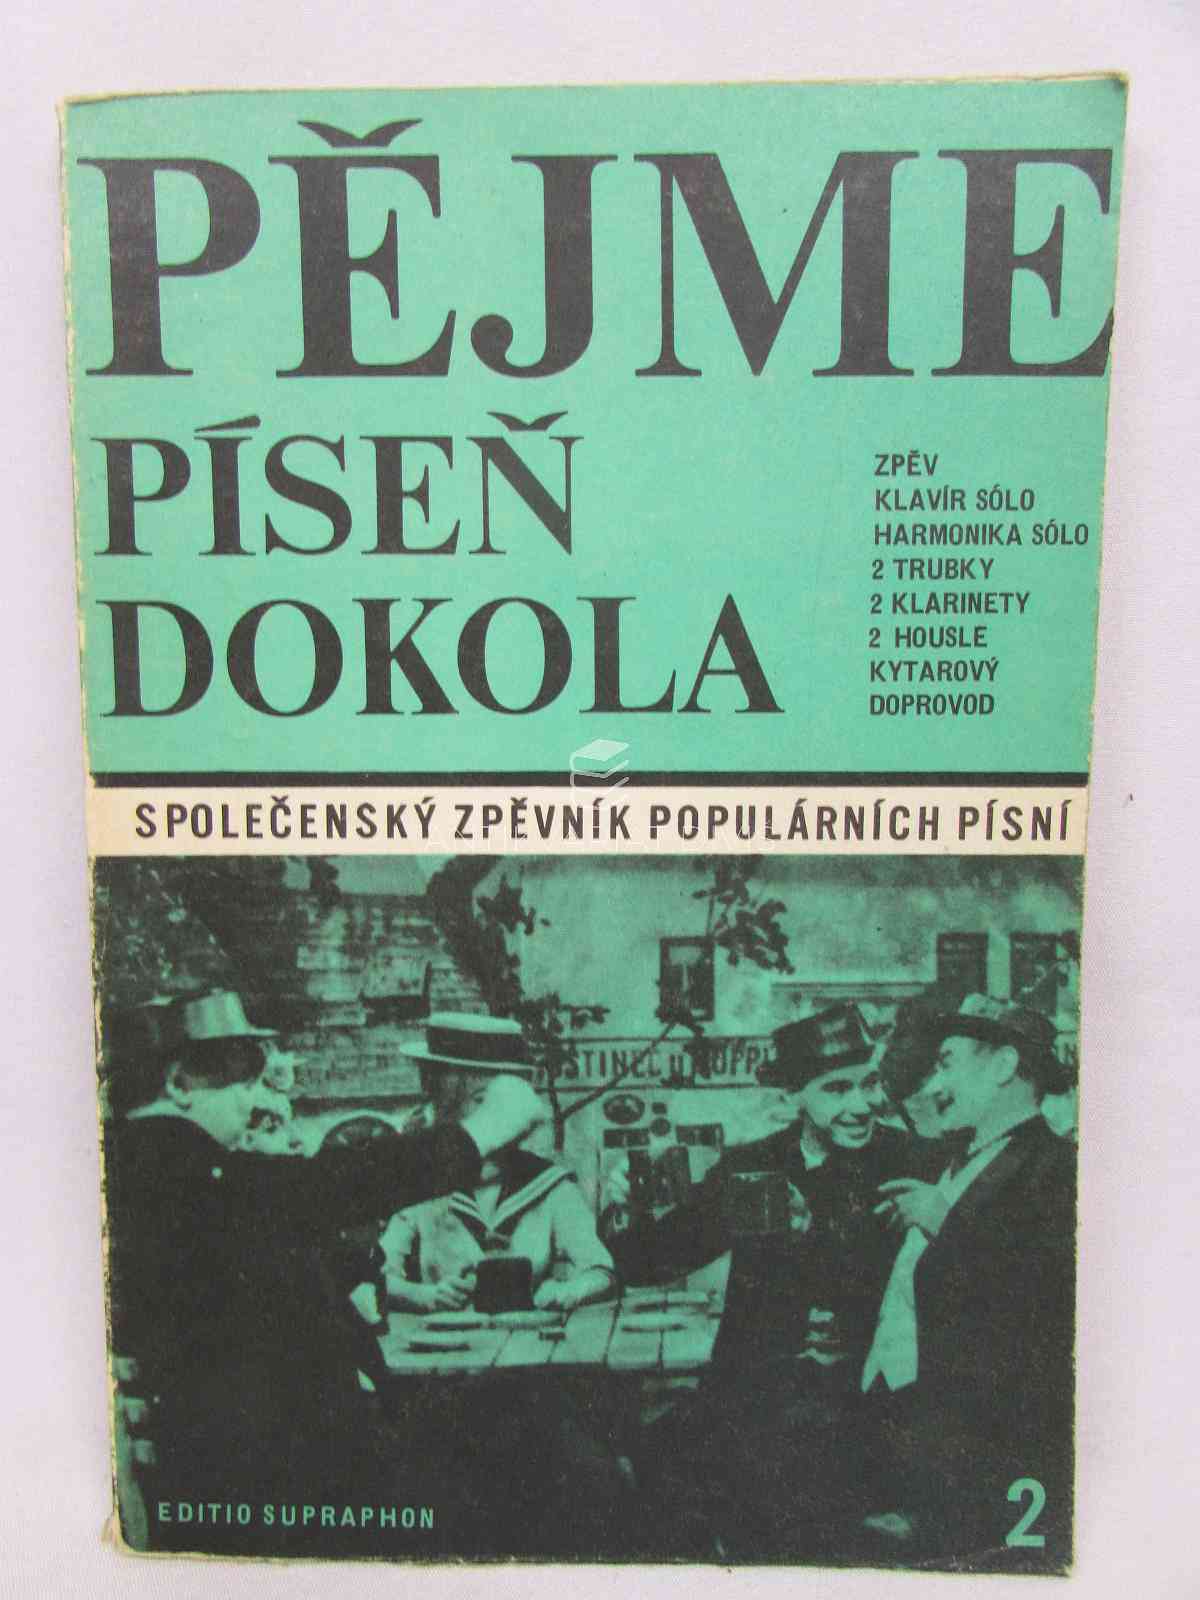 PĚJME
PÍSEŇ
DOKOLA
ZPĚV
KLAVÍR SÓLO
HARMONIKA SÓLO
2 TRUBKY
2 KLARINETY
2 HOUSLE
KYTAROVÝ
DOPROVOD
SPOLEČENSKÝ ZPĚVNÍK POPULÁRNÍCH PÍSNÍ
EDITIO SUPRAPHON
2